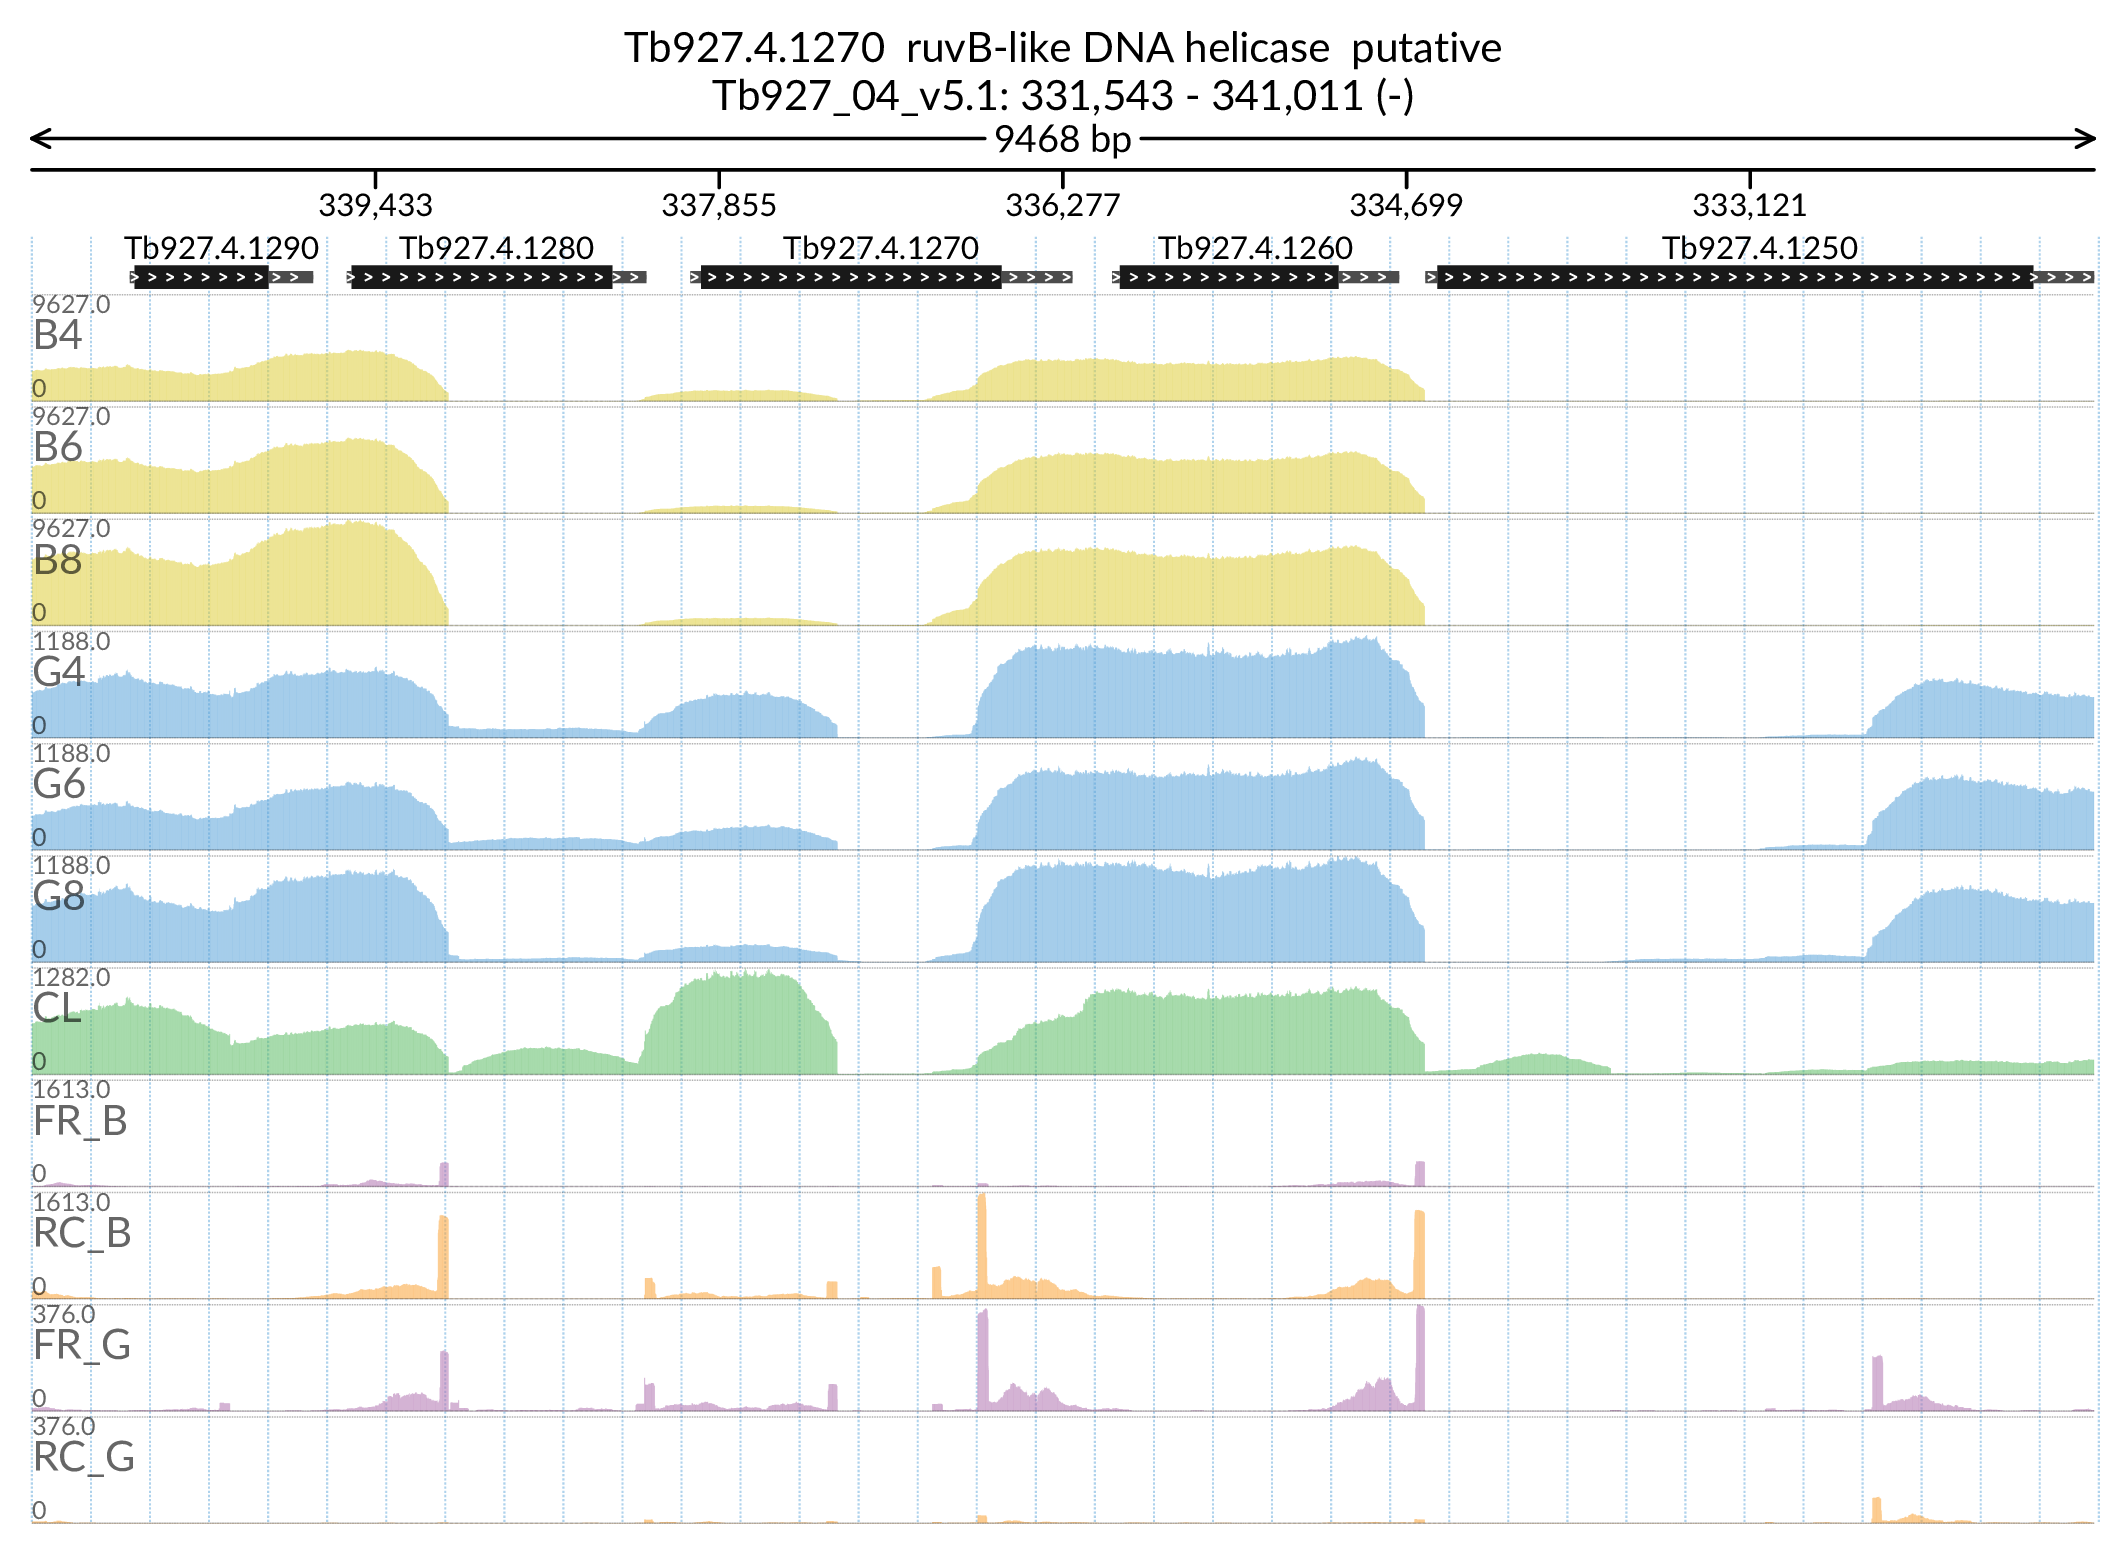 Tb927.4.1270  ruvB-like DNA helicase  putative
Tb927_04_v5.1: 331,543 - 341,011 (-)
9468 bp
339,433 337,855 336,277 334,699 333,121
Tb927.4.1290 Tb927.4.1280 Tb927.4.1270 Tb927.4.1260 Tb927.4.1250
9627.0
B4
0
9627.0
B6
0
9627.0
B8
0
1188.0
G4
0
1188.0
G6
0
1188.0
G8
0
1282.0
CL
0
1613.0
FR_B
0
1613.0
RC_B
0
376.0
FR_G
0
376.0
RC_G
0